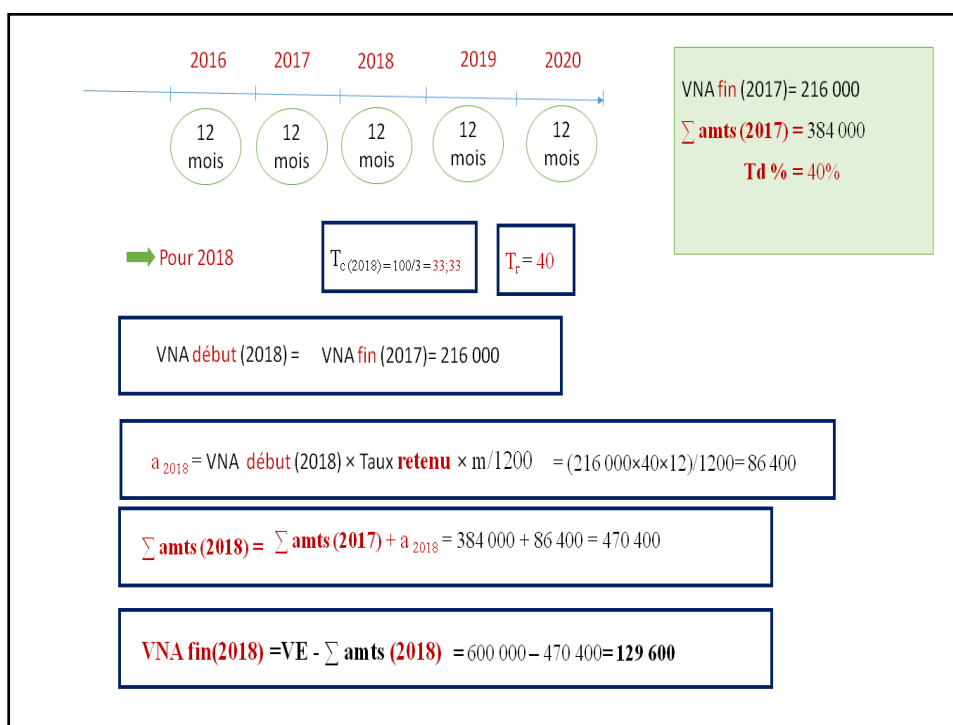 2016 2017 2018 2019 2020
12 mois 12 mois 12 mois 12 mois 12 mois
VNA fin (2017)= 216 000
∑ amts (2017) = 384 000
Td % = 40%
Pour 2018
Tc (2018) = 100/3 = 33;33
Tr = 40
VNA début (2018) = VNA fin (2017)= 216 000
a 2018 = VNA début (2018) × Taux retenu × m/1200 = (216 000×40×12)/1200= 86 400
∑ amts (2018) = ∑ amts (2017) + a 2018 = 384 000 + 86 400 = 470 400
VNA fin(2018) =VE - ∑ amts (2018) = 600 000 – 470 400= 129 600